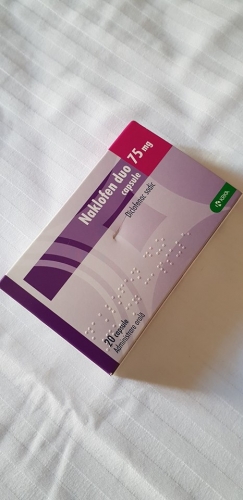 Naklofen duo 75 mg
capsule
Diclofenac sodic
KRKA
20 capsule
Administrare orală